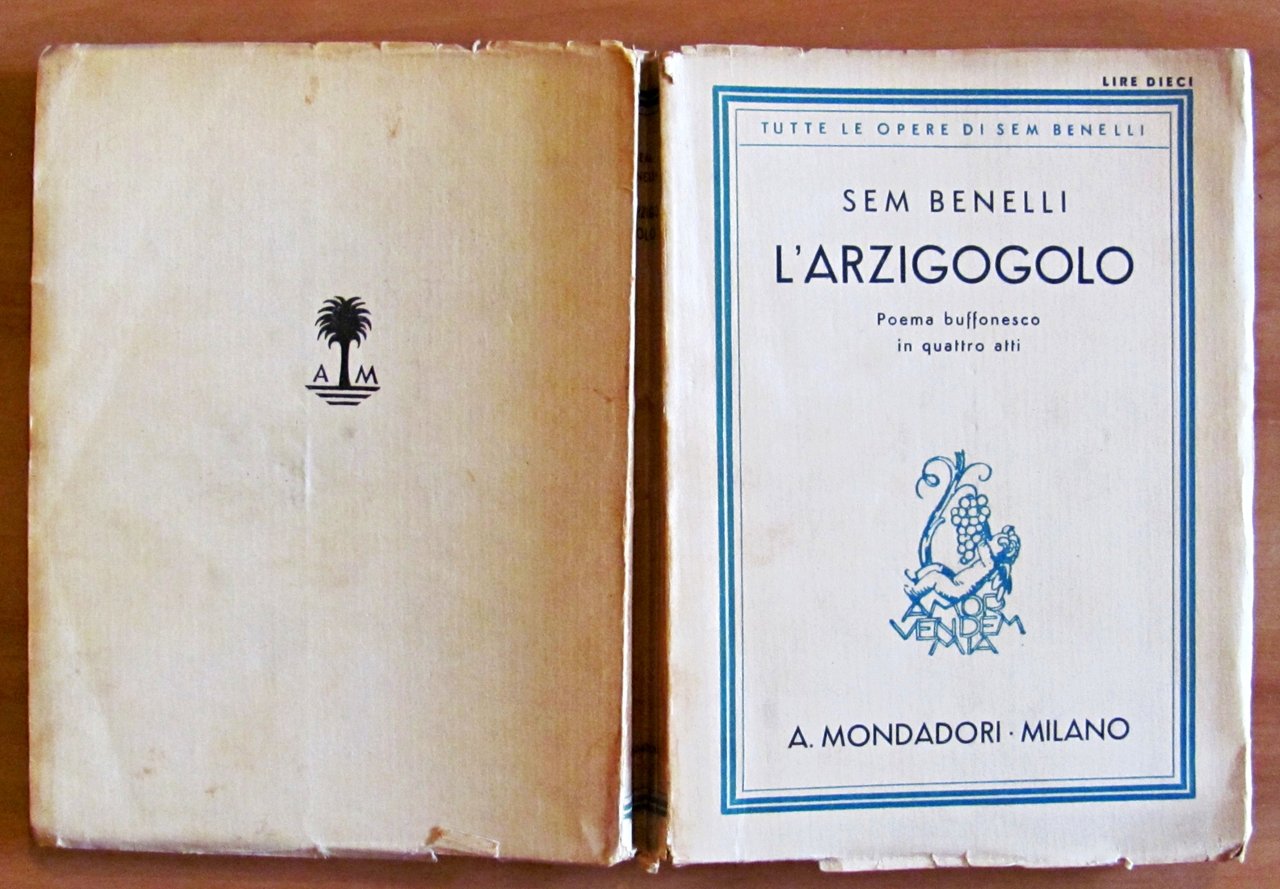 A M
LIRE DIECI
TUTTE LE OPERE DI SEM BENELLI
SEM BENELLI
L'ARZIGOGOLO
Poema buffonesco
in quattro atti
AMOR
VENDEM
MIA
A. MONDADORI · MILANO